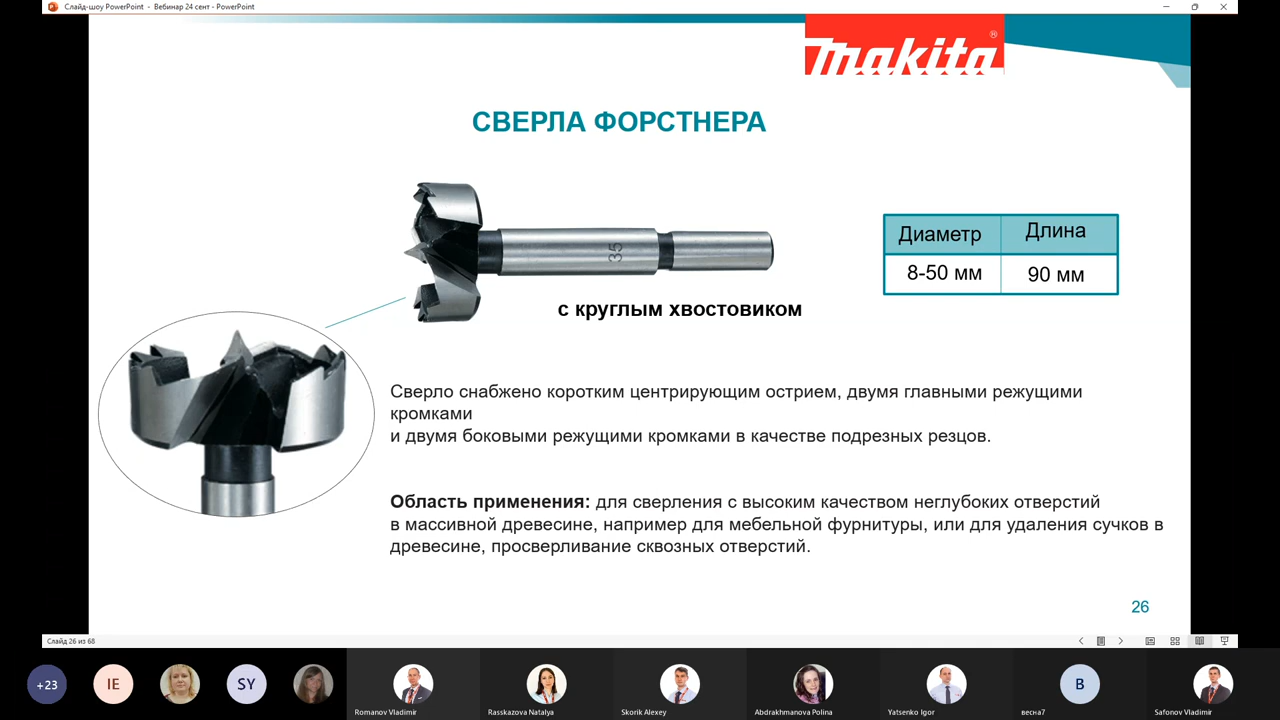 Слайд-шоу PowerPoint - Вебинар 24 сент - PowerPoint
makita®
СВЕРЛА ФОРСТНЕРА
35
Диаметр Длина
8-50 мм 90 мм
с круглым хвостовиком
Сверло снабжено коротким центрирующим острием, двумя главными режущими
кромками
и двумя боковыми режущими кромками в качестве подрезных резцов.
Область применения: для сверления с высоким качеством неглубоких отверстий
в массивной древесине, например для мебельной фурнитуры, или для удаления сучков в
древесине, просверливание сквозных отверстий.
26
Слайд 26 из 68
+23 IE SY B
Romanov Vladimir Rasskazova Natalya Skorik Alexey Abdrakhmanova Polina Yatsenko Igor весна7 Safonov Vladimir